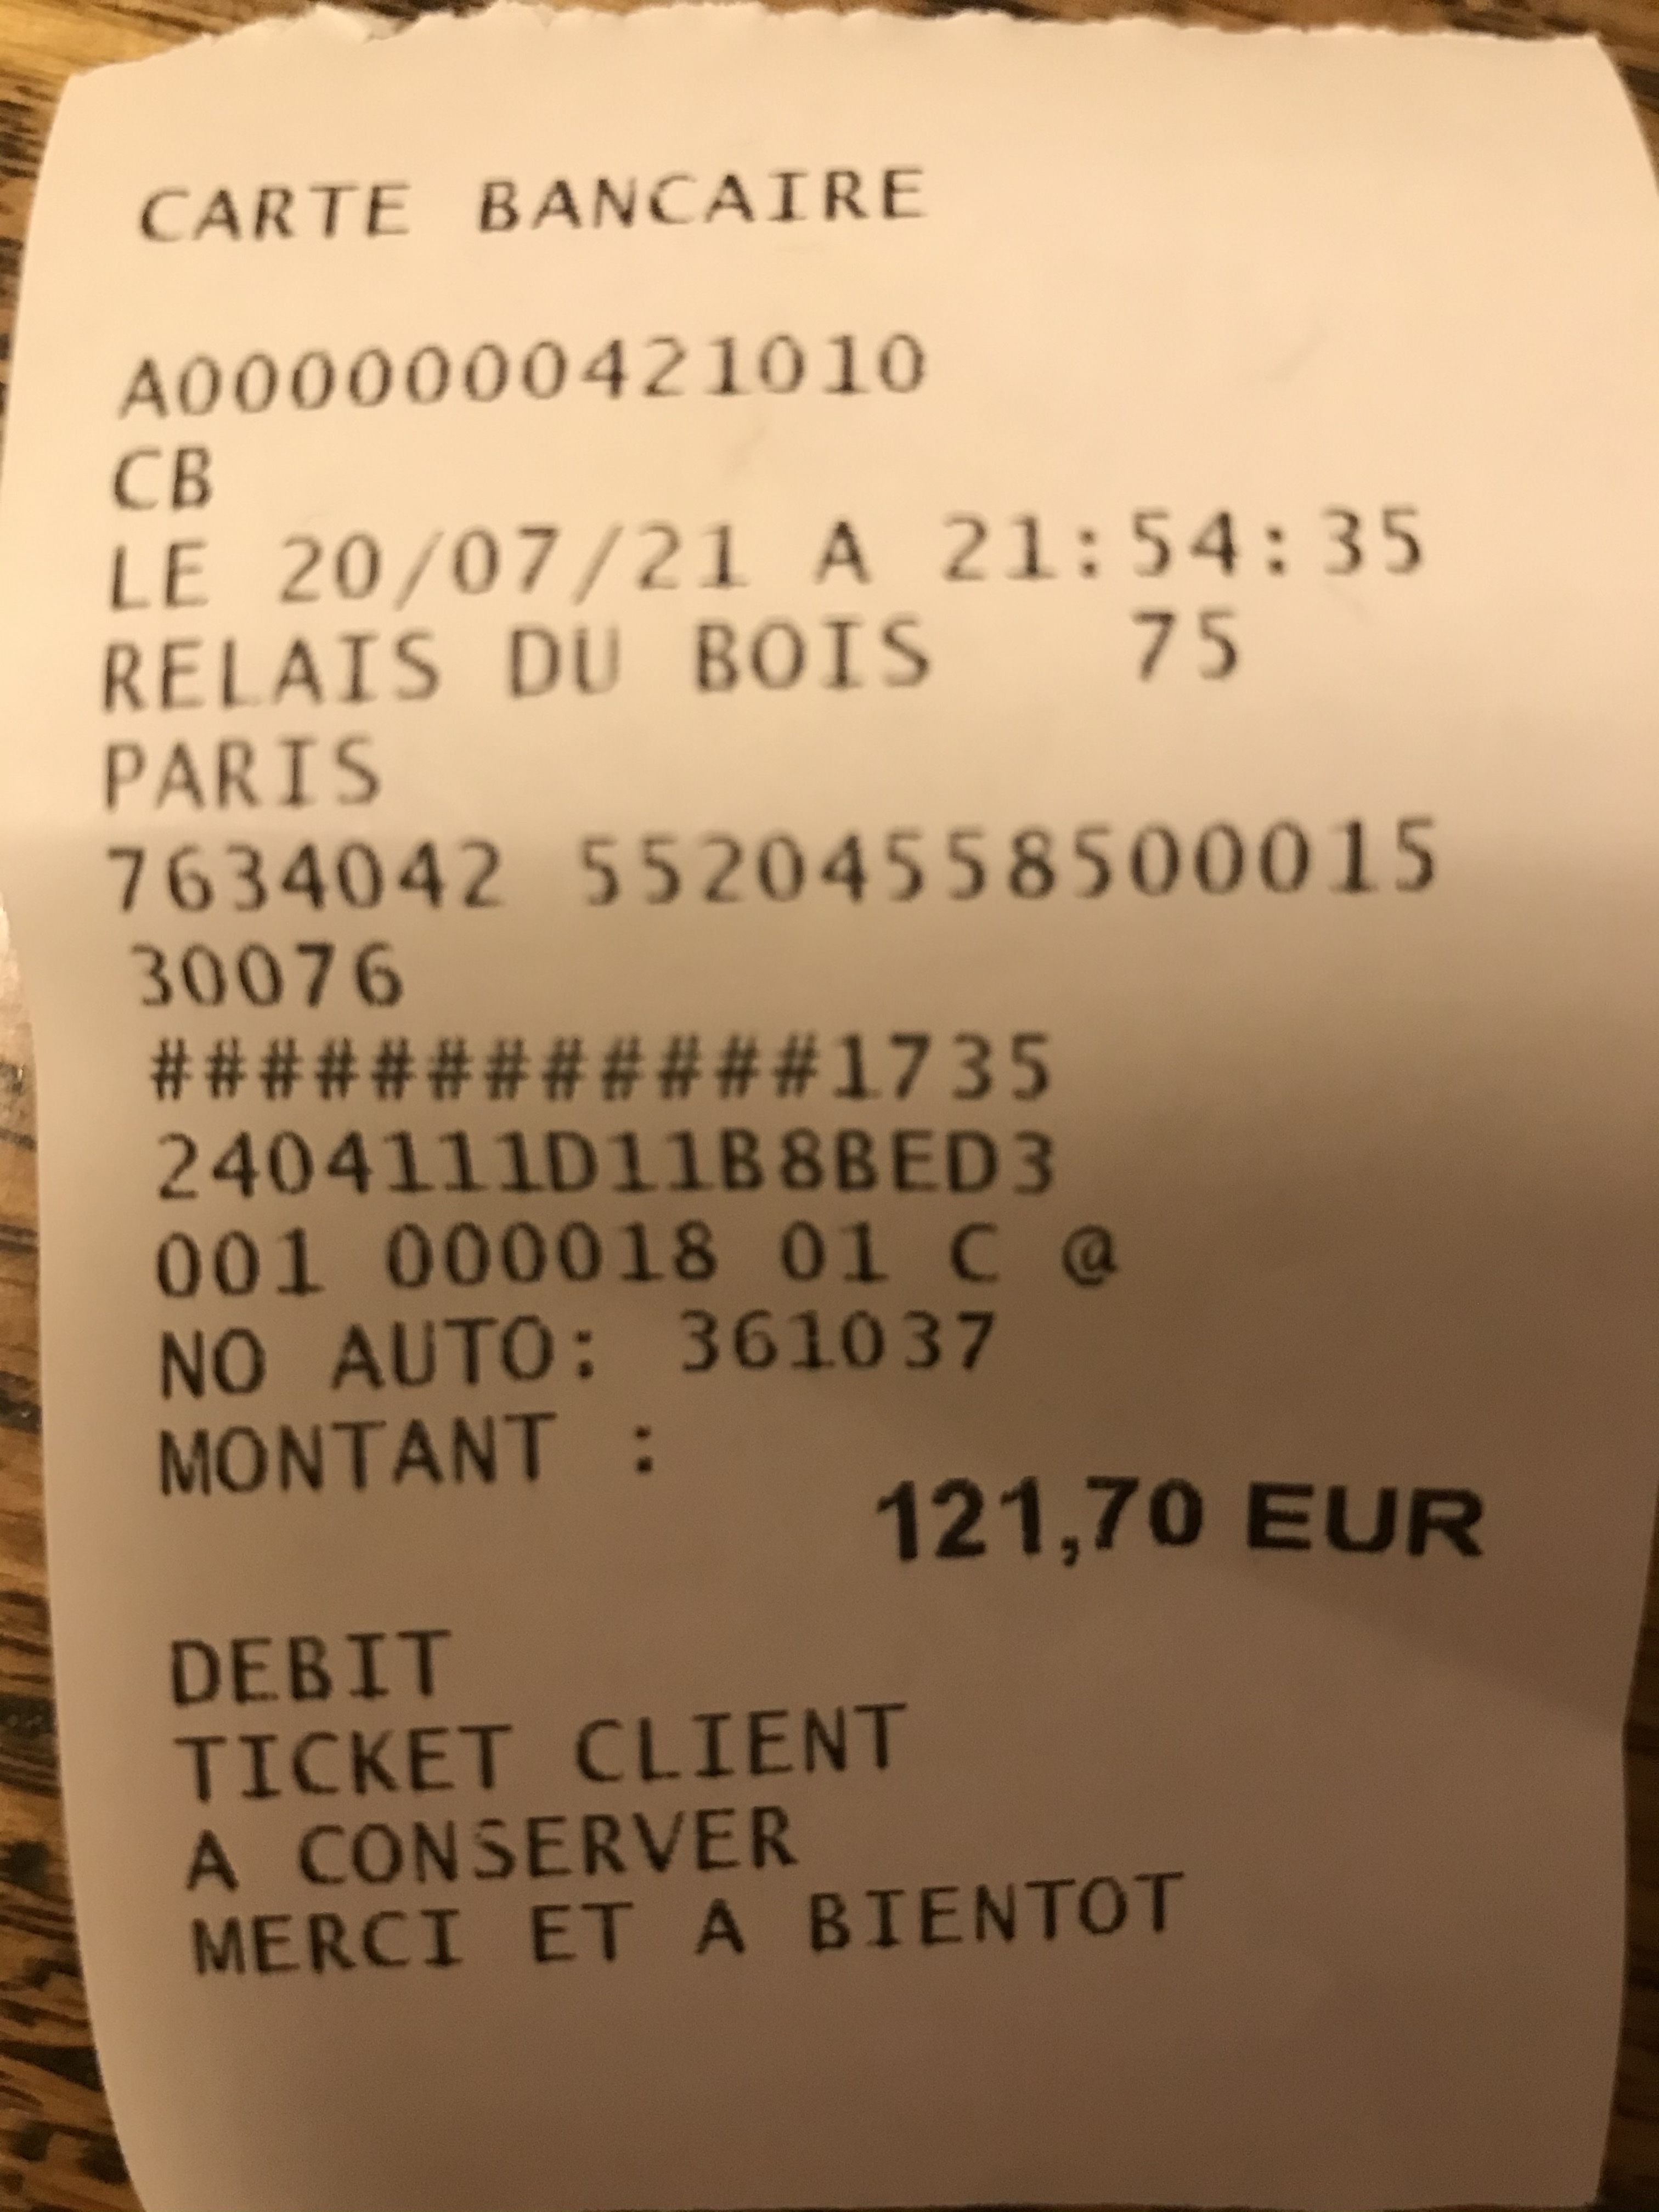 CARTE BANCAIRE
A0000000421010
CB
LE 20/07/21 A 21:54:35
RELAIS DU BOIS 75
PARIS
7634042 55204558500015
30076
############1735
2404111D11B8BED3
001 000018 01 C @
NO AUTO: 361037
MONTANT :
121,70 EUR
DEBIT
TICKET CLIENT
A CONSERVER
MERCI ET A BIENTOT